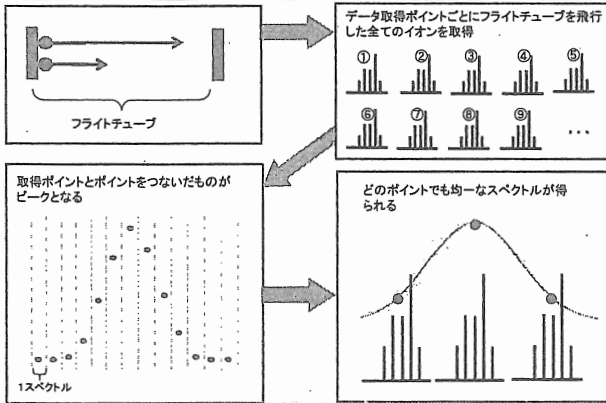 フライトチューブ
データ取得ポイントごとにフライトチューブを飛行
した全てのイオンを取得
① ② ③ ④ ⑤
⑥ ⑦ ⑧ ⑨ ･･･
取得ポイントとポイントをつないだものが
ピークとなる
1スペクトル
どのポイントでも均一なスペクトルが得
られる